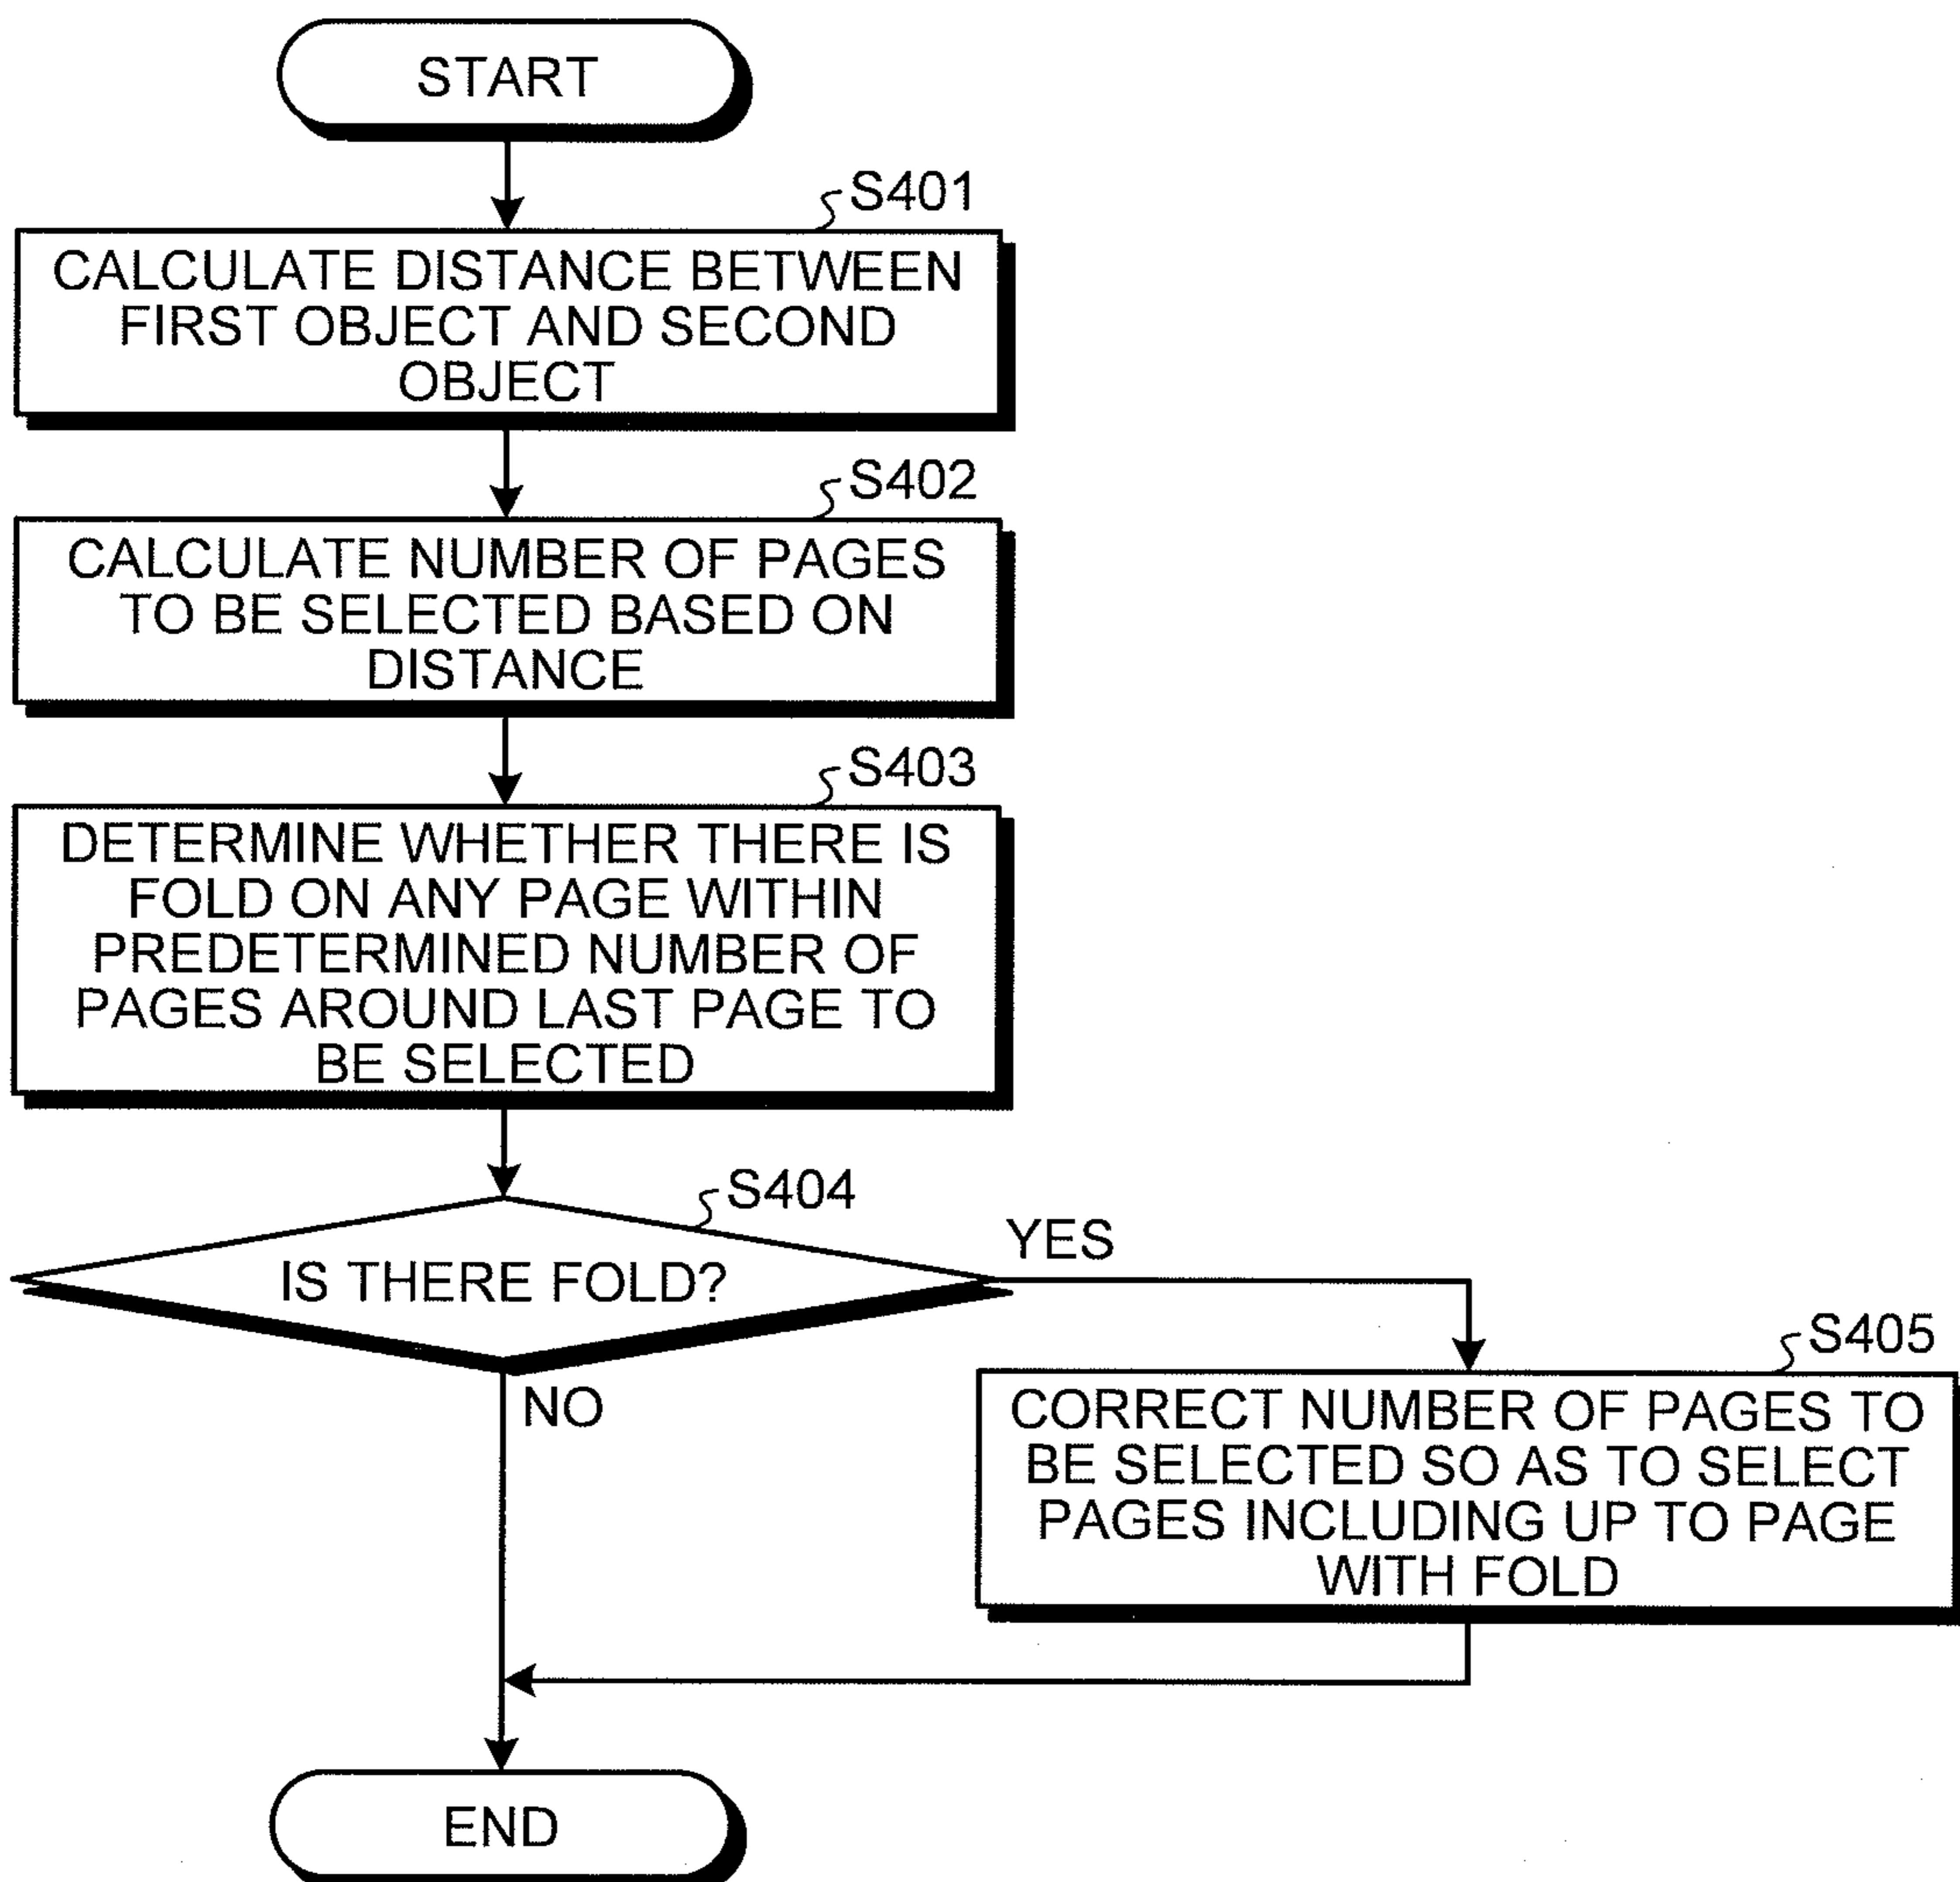 START
S401
CALCULATE DISTANCE BETWEEN
FIRST OBJECT AND SECOND
OBJECT
S402
CALCULATE NUMBER OF PAGES
TO BE SELECTED BASED ON
DISTANCE
S403
DETERMINE WHETHER THERE IS
FOLD ON ANY PAGE WITHIN
PREDETERMINED NUMBER OF
PAGES AROUND LAST PAGE TO
BE SELECTED
S404
IS THERE FOLD?
YES
NO
S405
CORRECT NUMBER OF PAGES TO
BE SELECTED SO AS TO SELECT
PAGES INCLUDING UP TO PAGE
WITH FOLD
END